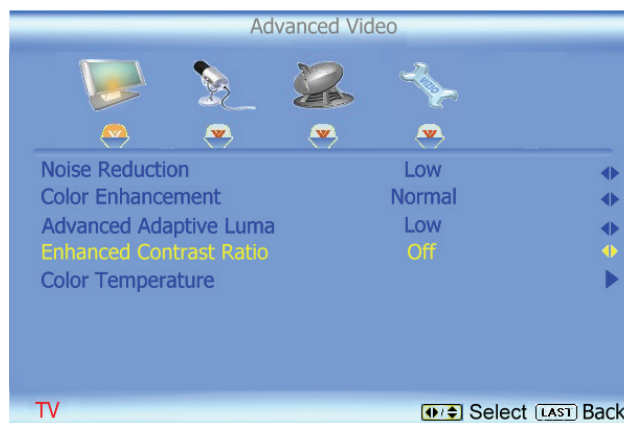 Advanced Video
VIZIO
Noise Reduction Low
Color Enhancement Normal
Advanced Adaptive Luma Low
Enhanced Contrast Ratio Off
Color Temperature
TV Select LAST Back